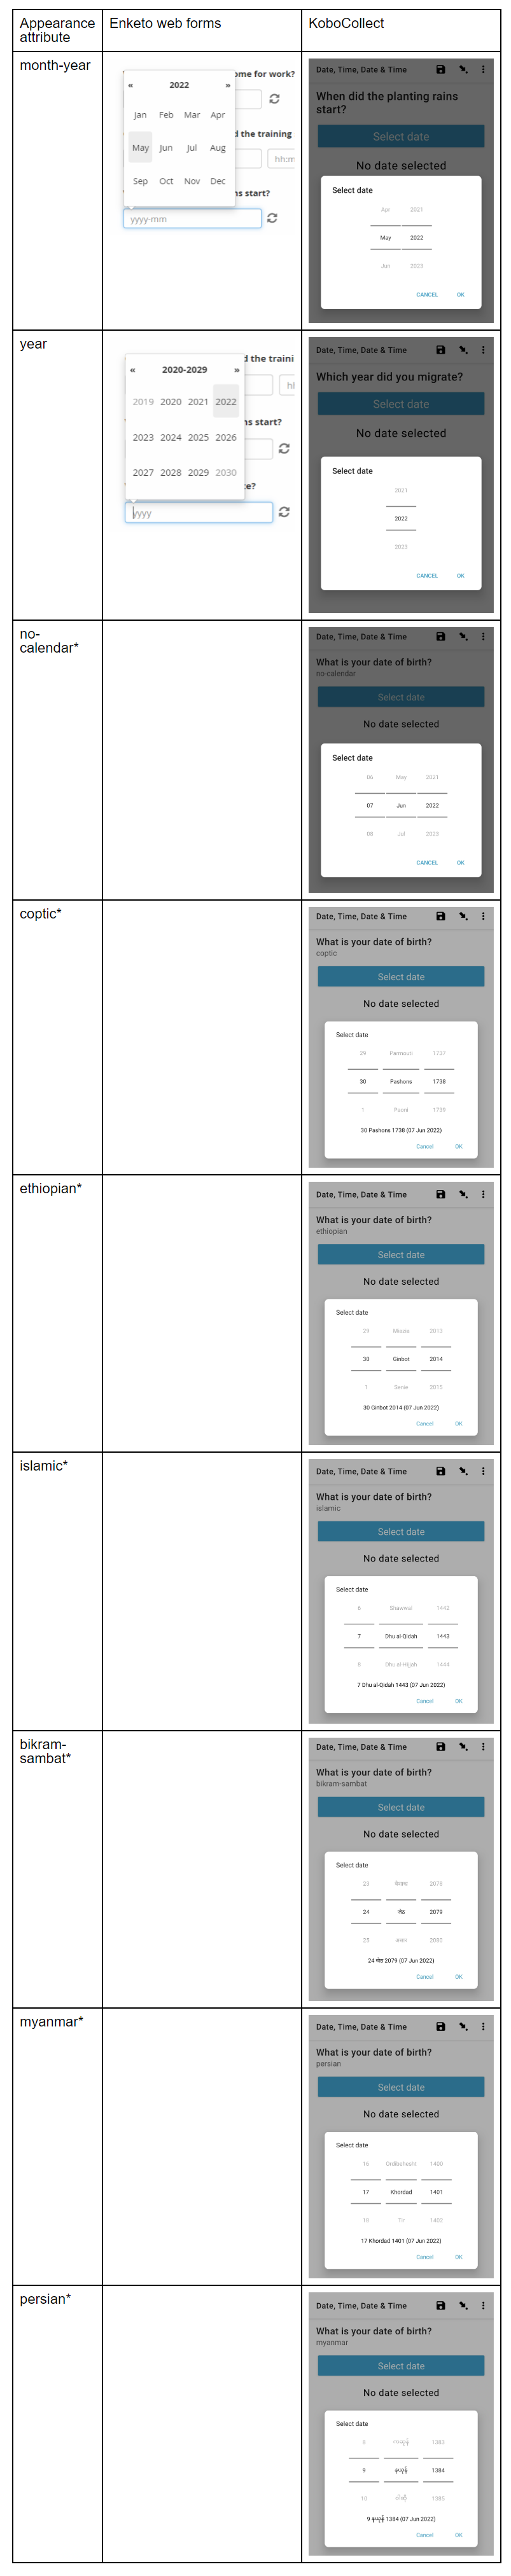 Appearance attribute
Enketo web forms
KoboCollect
month-year
ome for work?
« 2022 »
Jan Feb Mar Apr
d the training
May Jun Jul Aug
hh:m
Sep Oct Nov Dec
ns start?
yyyy-mm
Date, Time, Date & Time
When did the planting rains
start?
Select date
No date selected
Select date
Apr 2021
May 2022
Jun 2023
CANCEL OK
year
d the traini
« 2020-2029 »
2019 2020 2021 2022
hl
ns start?
2023 2024 2025 2026
2027 2028 2029 2030
te?
yyyy
Date, Time, Date & Time
Which year did you migrate?
Select date
No date selected
Select date
2021
2022
2023
CANCEL OK
no-
calendar*
Date, Time, Date & Time
What is your date of birth?
no-calendar
Select date
No date selected
Select date
06 May 2021
07 Jun 2022
08 Jul 2023
CANCEL OK
coptic*
Date, Time, Date & Time
What is your date of birth?
coptic
Select date
No date selected
Select date
29 Parmouti 1737
30 Pashons 1738
1 Paoni 1739
30 Pashons 1738 (07 Jun 2022)
Cancel OK
ethiopian*
Date, Time, Date & Time
What is your date of birth?
ethiopian
Select date
No date selected
Select date
29 Miazia 2013
30 Ginbot 2014
1 Sene 2015
30 Ginbot 2014 (07 Jun 2022)
Cancel OK
islamic*
Date, Time, Date & Time
What is your date of birth?
islamic
Select date
No date selected
Select date
6 Shawwal 1442
7 Dhu al-Qidah 1443
8 Dhu al-Hijjah 1444
7 Dhu al-Qidah 1443 (07 Jun 2022)
Cancel OK
bikram-
sambat*
Date, Time, Date & Time
What is your date of birth?
bikram-sambat
Select date
No date selected
Select date
23 2078
24 जेठ 2079
25 2080
24 जेठ 2079 (07 Jun 2022)
Cancel OK
myanmar*
Date, Time, Date & Time
What is your date of birth?
persian
Select date
No date selected
Select date
16 Ordibehesht 1400
17 Khordad 1401
18 Tir 1402
17 Khordad 1401 (07 Jun 2022)
Cancel OK
persian*
Date, Time, Date & Time
What is your date of birth?
myanmar
Select date
No date selected
Select date
8 ကဆုန် 1383
9 နယုန် 1384
10 ဝါဆို 1385
9 နယုန် 1384 (07 Jun 2022)
Cancel OK